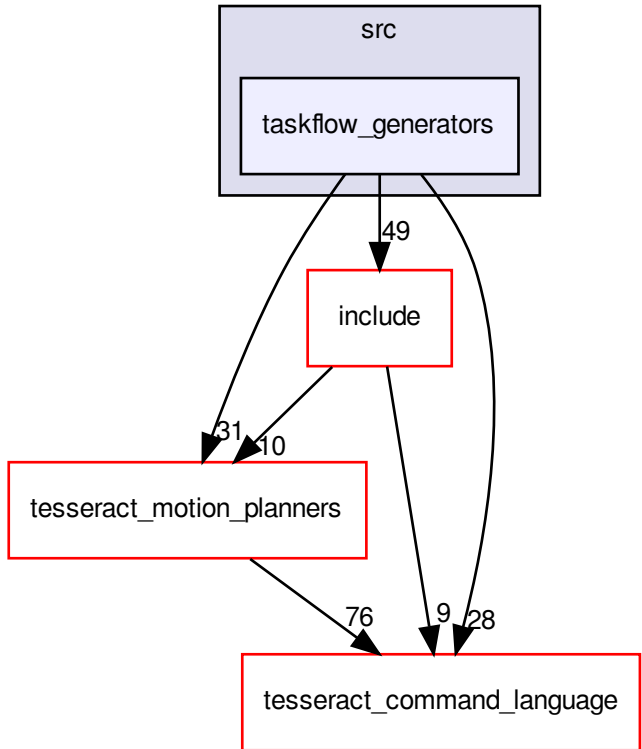 src
taskflow_generators
49
include
31
10
tesseract_motion_planners
76
9
28
tesseract_command_language